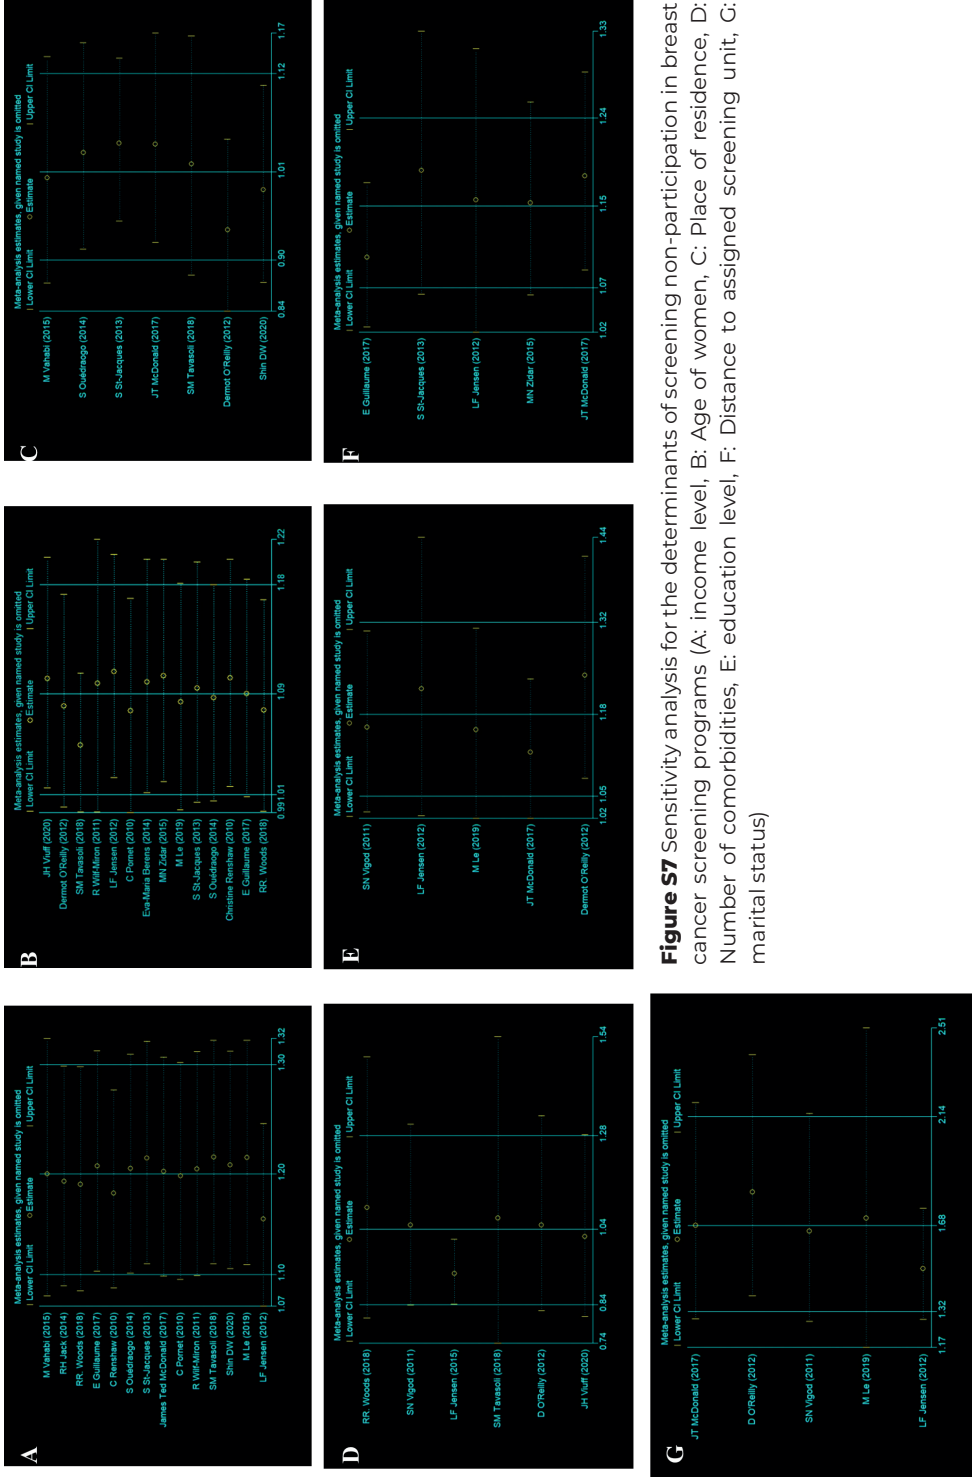 A
Meta-analysis estimates, given named study is omitted
| Lower CI Limit ○ Estimate | Upper CI Limit
M Vahabi (2015)
RH Jack (2014)
RR. Woods (2018)
E Guillaume (2017)
C Renshaw (2010)
S Ouédraogo (2014)
S St-Jacques (2013)
James Ted McDonald (2017)
C Pornet (2010)
R Wilf-Miron (2011)
SM Tavasoli (2018)
Shin DW (2020)
M Le (2019)
LF Jensen (2012)
1.07 1.10 1.20 1.30 1.32
B
Meta-analysis estimates, given named study is omitted
| Lower CI Limit ○ Estimate | Upper CI Limit
JH Viuff (2020)
Dermot O'Reilly (2012)
SM Tavasoli (2018)
R Wilf-Miron (2011)
LF Jensen (2012)
C Pornet (2010)
Eva-Maria Berens (2014)
MN Zidar (2015)
M Le (2019)
S St-Jacques (2013)
S Ouédraogo (2014)
Christine Renshaw (2010)
E Guillaume (2017)
RR. Woods (2018)
0.99 1.01 1.09 1.18 1.22
C
Meta-analysis estimates, given named study is omitted
| Lower CI Limit ○ Estimate | Upper CI Limit
M Vahabi (2015)
S Ouédraogo (2014)
S St-Jacques (2013)
JT McDonald (2017)
SM Tavasoli (2018)
Dermot O'Reilly (2012)
Shin DW (2020)
0.84 0.90 1.01 1.12 1.17
D
Meta-analysis estimates, given named study is omitted
| Lower CI Limit ○ Estimate | Upper CI Limit
RR. Woods (2018)
SN Vigod (2011)
LF Jensen (2015)
SM Tavasoli (2018)
D O'Reilly (2012)
JH Viuff (2020)
0.74 0.84 1.04 1.28 1.54
E
Meta-analysis estimates, given named study is omitted
| Lower CI Limit ○ Estimate | Upper CI Limit
SN Vigod (2011)
LF Jensen (2012)
M Le (2019)
JT McDonald (2017)
Dermot O'Reilly (2012)
1.02 1.05 1.18 1.32 1.44
F
Meta-analysis estimates, given named study is omitted
| Lower CI Limit ○ Estimate | Upper CI Limit
E Guillaume (2017)
S St-Jacques (2013)
LF Jensen (2012)
MN Zidar (2015)
JT McDonald (2017)
1.02 1.07 1.15 1.24 1.33
G
Meta-analysis estimates, given named study is omitted
| Lower CI Limit ○ Estimate | Upper CI Limit
JT McDonald (2017)
D O'Reilly (2012)
SN Vigod (2011)
M Le (2019)
LF Jensen (2012)
1.17 1.32 1.68 2.14 2.51
Figure S7 Sensitivity analysis for the determinants of screening non-participation in breast
cancer screening programs (A: income level, B: Age of women, C: Place of residence, D:
Number of comorbidities, E: education level, F: Distance to assigned screening unit, G:
marital status)